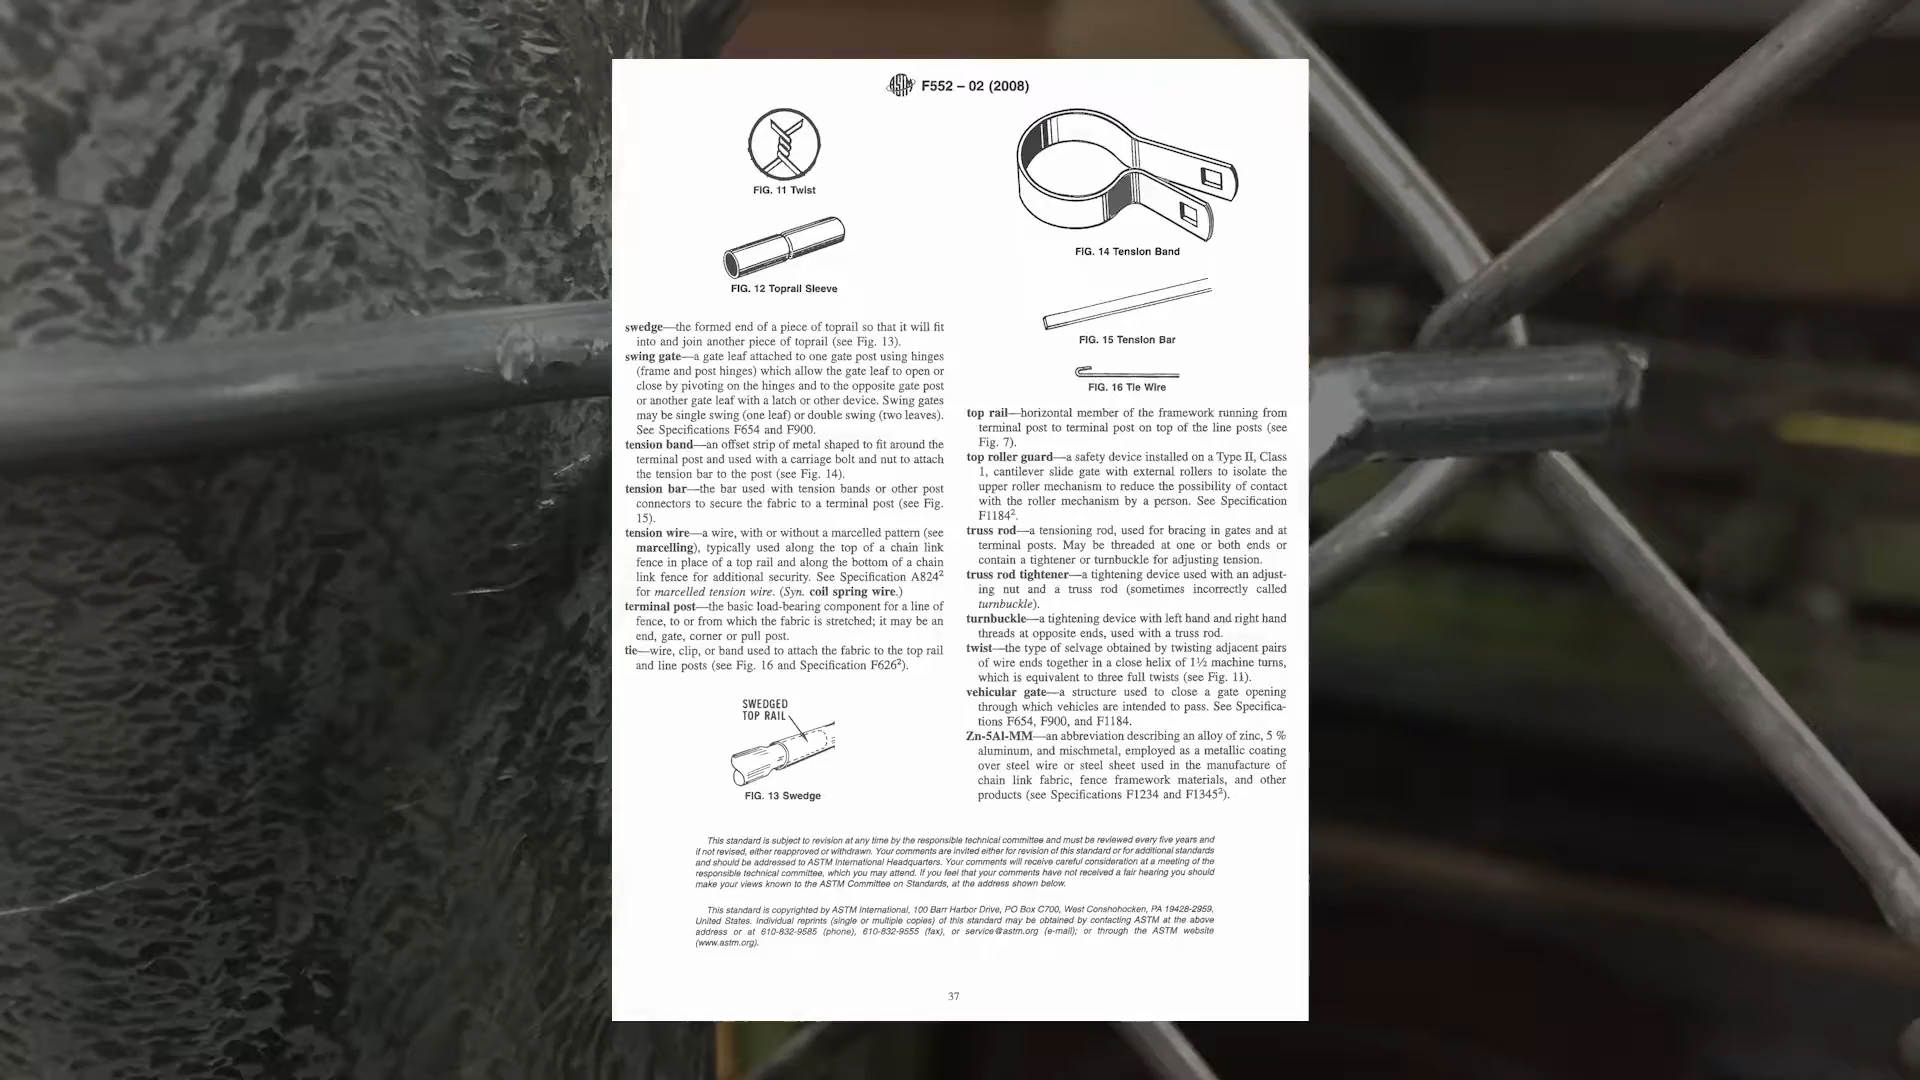 ASTM F552 – 02 (2008)
FIG. 11 Twist
FIG. 12 Toprail Sleeve
swedge—the formed end of a piece of toprail so that it will fit
into and join another piece of toprail (see Fig. 13).
swing gate—a gate leaf attached to one gate post using hinges
(frame and post hinges) which allow the gate leaf to open or
close by pivoting on the hinges and to the opposite gate post
or another gate leaf with a latch or other device. Swing gates
may be single swing (one leaf) or double swing (two leaves).
See Specifications F654 and F900.
tension band—an offset strip of metal shaped to fit around the
terminal post and used with a carriage bolt and nut to attach
the tension bar to the post (see Fig. 14).
tension bar—the bar used with tension bands or other post
connectors to secure the fabric to a terminal post (see Fig.
15).
tension wire—a wire, with or without a marcelled pattern (see
marcelling), typically used along the top of a chain link
fence in place of a top rail and along the bottom of a chain
link fence for additional security. See Specification A824²
for marcelled tension wire. (Syn. coil spring wire.)
terminal post—the basic load-bearing component for a line of
fence, to or from which the fabric is stretched; it may be an
end, gate, corner or pull post.
tie—wire, clip, or band used to attach the fabric to the top rail
and line posts (see Fig. 16 and Specification F626²).
SWEDGED
TOP RAIL
FIG. 13 Swedge
FIG. 14 Tension Band
FIG. 15 Tension Bar
FIG. 16 Tie Wire
top rail—horizontal member of the framework running from
terminal post to terminal post on top of the line posts (see
Fig. 7).
top roller guard—a safety device installed on a Type II, Class
1, cantilever slide gate with external rollers to isolate the
upper roller mechanism to reduce the possibility of contact
with the roller mechanism by a person. See Specification
F1184².
truss rod—a tensioning rod, used for bracing in gates and at
terminal posts. May be threaded at one or both ends or
contain a tightener or turnbuckle for adjusting tension.
truss rod tightener—a tightening device used with an adjust-
ing nut and a truss rod (sometimes incorrectly called
turnbuckle).
turnbuckle—a tightening device with left hand and right hand
threads at opposite ends, used with a truss rod.
twist—the type of selvage obtained by twisting adjacent pairs
of wire ends together in a close helix of 1½ machine turns,
which is equivalent to three full twists (see Fig. 11).
vehicular gate—a structure used to close a gate opening
through which vehicles are intended to pass. See Specifica-
tions F654, F900, and F1184.
Zn-5Al-MM—an abbreviation describing an alloy of zinc, 5 %
aluminum, and mischmetal, employed as a metallic coating
over steel wire or steel sheet used in the manufacture of
chain link fabric, fence framework materials, and other
products (see Specifications F1234 and F1345²).
This standard is subject to revision at any time by the responsible technical committee and must be reviewed every five years and
if not revised, either reapproved or withdrawn. Your comments are invited either for revision of this standard or for additional standards
and should be addressed to ASTM International Headquarters. Your comments will receive careful consideration at a meeting of the
responsible technical committee, which you may attend. If you feel that your comments have not received a fair hearing you should
make your views known to the ASTM Committee on Standards, at the address shown below.
This standard is copyrighted by ASTM International, 100 Barr Harbor Drive, PO Box C700, West Conshohocken, PA 19428-2959,
United States. Individual reprints (single or multiple copies) of this standard may be obtained by contacting ASTM at the above
address or at 610-832-9585 (phone), 610-832-9555 (fax), or service@astm.org (e-mail); or through the ASTM website
(www.astm.org).
37